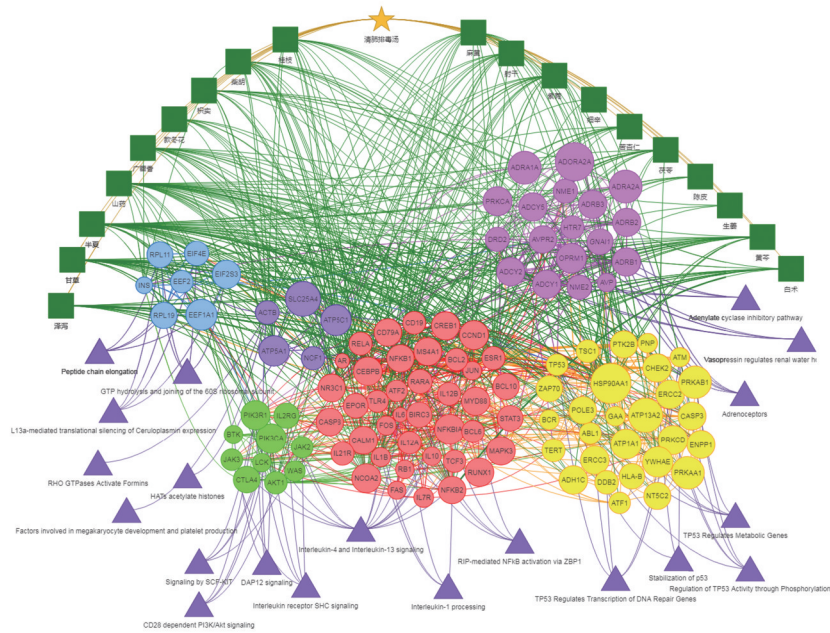 清肺排毒汤
桂枝
麻黄
柴胡
射干
枳实
紫菀
款冬花
细辛
广藿香
苦杏仁
山药
茯苓
半夏
陈皮
甘草
生姜
泽泻
黄芩
白术
ADRA1A
ADORA2A
ADRA2A
PRKCA
ADCY5
NME1
ADRB3
ADRB2
DRD2
AVPR2
HTR7
GNAI1
OPRM1
ADRB1
ADCY2
ADCY1
NME2
AVP
RPL11
EIF4E
EIF2S3
INS
EEF2
RPL19
EEF1A1
ACTB
SLC25A4
ATP5C1
ATP5A1
NCF1
CD79A
CD19
CREB1
CCND1
RELA
NFKB1
MS4A1
BCL2
ESR1
AR
CEBPB
JUN
NR3C1
ATP2
RARA
IL12B
BCL10
EPOR
TLR4
IL6
BIRC3
MYD88
STAT3
CASP8
FOS
NFKBIA
BCL6
CALM1
IL12A
IL21R
IL1B
IL10
TCF3
MAPK3
NCOA2
RB1
RUNX1
FAS
IL7R
NFKB2
PIK3R1
IL2RG
BTK
PIK3CA
JAK2
JAK3
LCK
WAS
CTLA4
AKT1
TSC1
PTK2B
PNP
TP53
ATM
CHEK2
ZAP70
HSP90AA1
PRKAB1
ERCC2
POLE3
GAA
ATP13A2
CASP3
BCR
ABL1
TERT
ATP1A1
PRKCD
ENPP1
ERCC3
YWHAE
ADH1C
DDB2
HLA-B
PRKAA1
ATF1
NT5C2
Adenylate cyclase inhibitory pathway
Vasopressin regulates renal water h
Adrenoceptors
Peptide chain elongation
GTP hydrolysis and joining of the 60S ribosomal subunit
L13a-mediated translational silencing of Ceruloplasmin expression
RHO GTPases Activate Formins
HATs acetylate histones
Factors involved in megakaryocyte development and platelet production
Interleukin-4 and Interleukin-13 signaling
RIP-mediated NFkB activation via ZBP1
TP53 Regulates Metabolic Genes
Signaling by SCF-KIT
DAP12 signaling
Interleukin receptor SHC signaling
Interleukin-1 processing
Stabilization of p53
Regulation of TP53 Activity through Phosphorylation
TP53 Regulates Transcription of DNA Repair Genes
CD28 dependent PI3K/Akt signaling